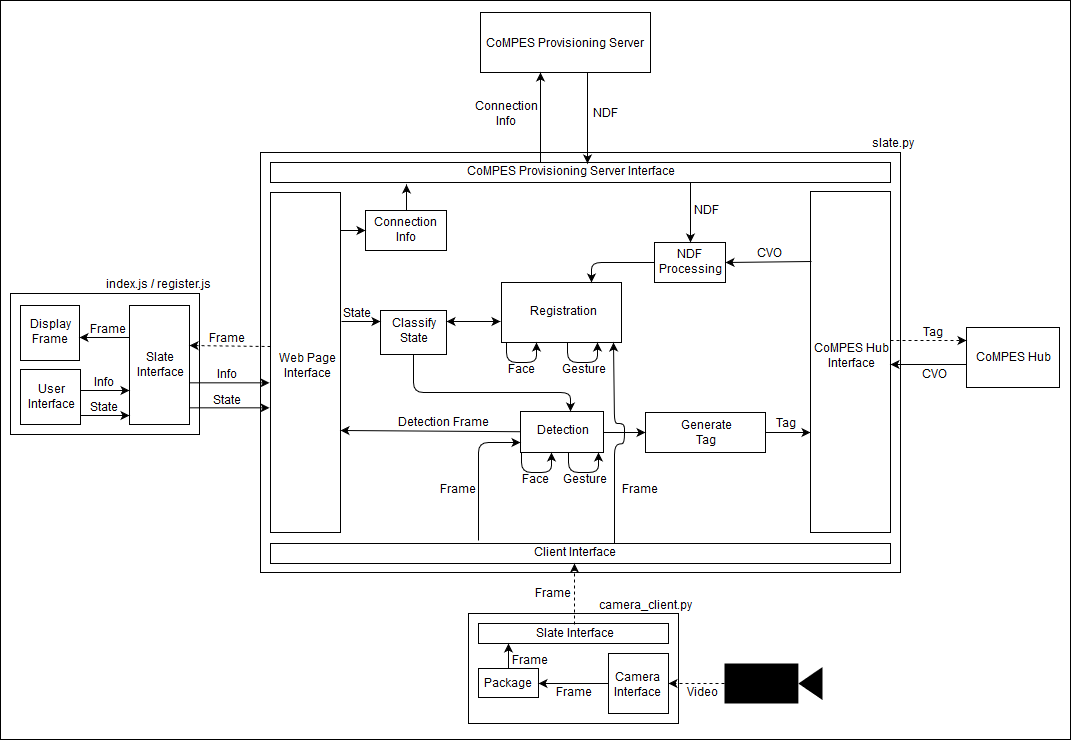 CoMPES Provisioning Server
Connection
Info
NDF
slate.py
CoMPES Provisioning Server Interface
Connection
Info
NDF
NDF
Processing
CVO
index.js / register.js
Display
Frame
Frame
Slate
Interface
User
Interface
Info
State
Frame
Info
State
Web Page
Interface
State
Classify
State
Registration
Face
Gesture
CoMPES Hub
Interface
Tag
CVO
CoMPES Hub
Detection Frame
Detection
Face
Gesture
Generate
Tag
Tag
Frame
Frame
Client Interface
Frame
camera_client.py
Slate Interface
Frame
Package
Frame
Camera
Interface
Video